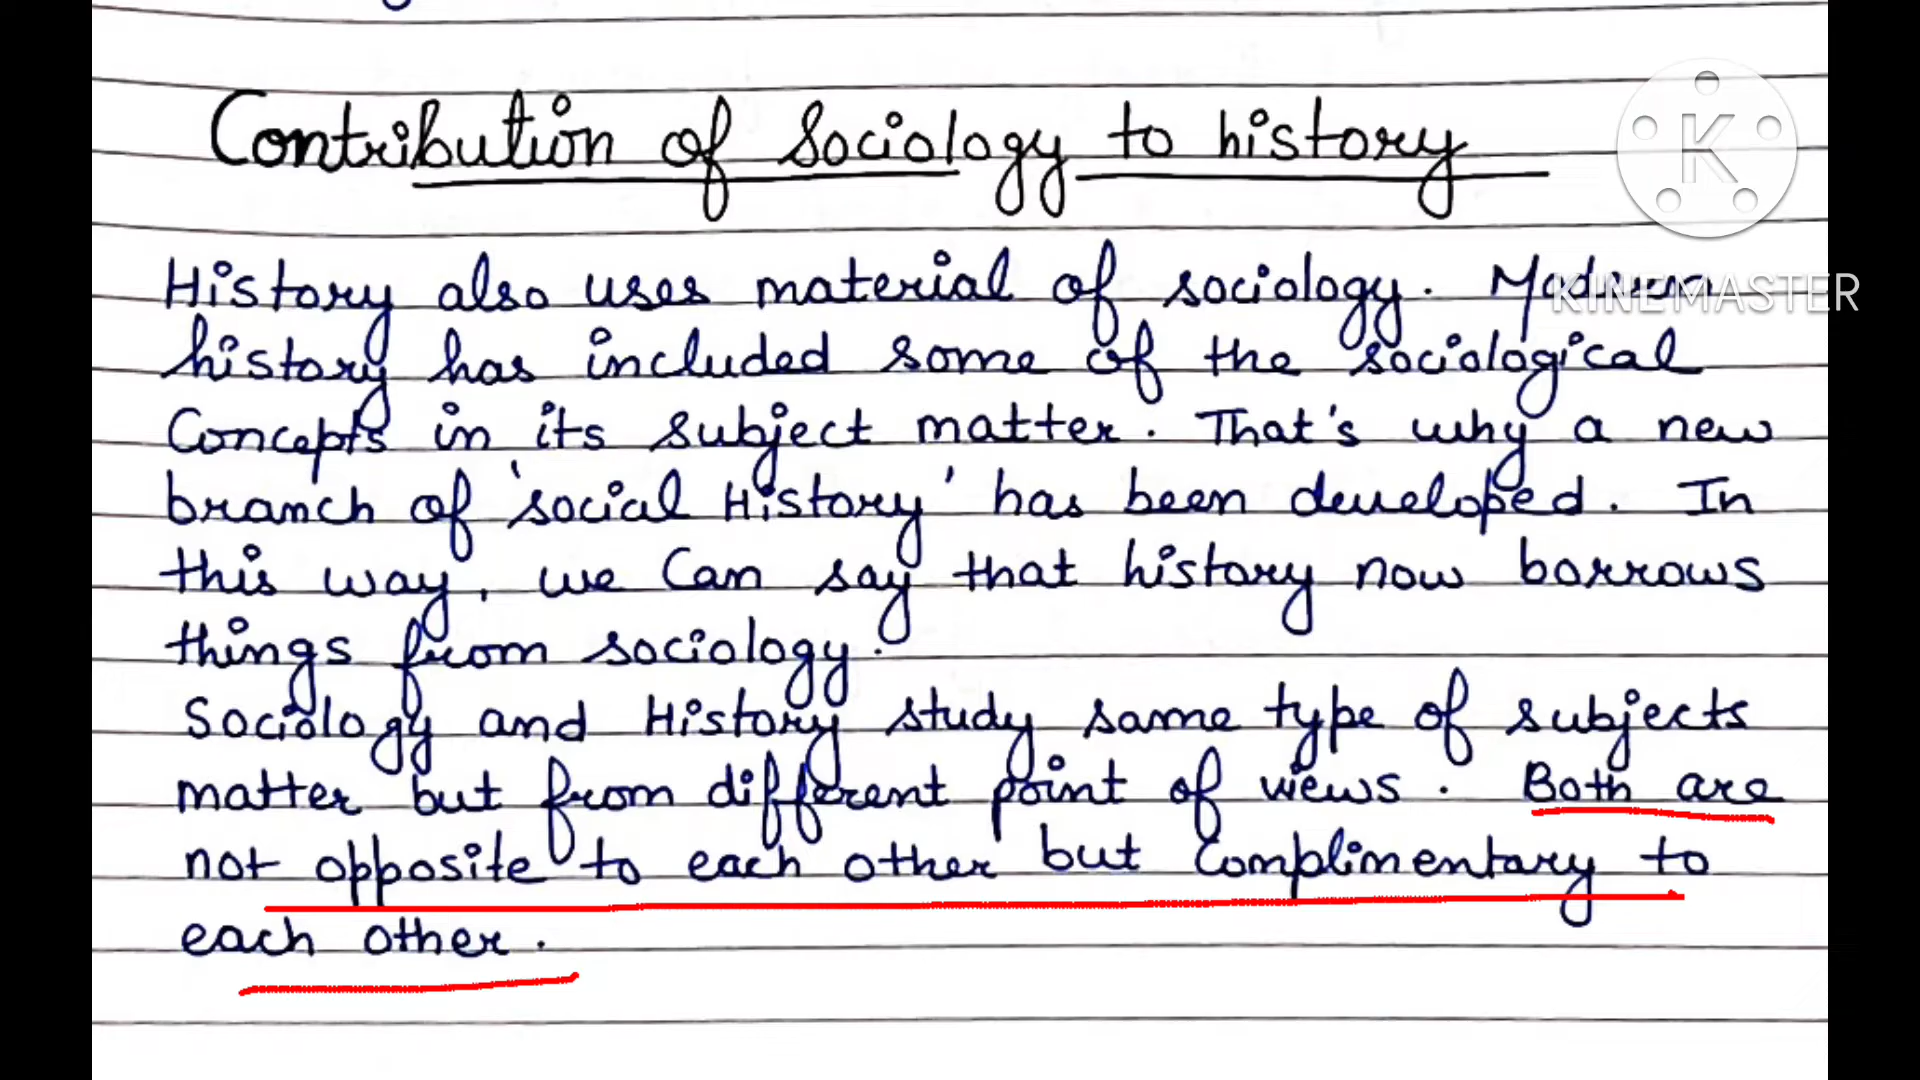 Contribution of sociology to history
K
KINEMASTER
History also uses material of sociology. Modern
history has included some of the sociological
Concepts in its subject matter. That's why a new
branch of 'social History' has been developed. In
this way, we Can say that history now borrows
things from sociology.
Sociology and History study same type of subjects
matter but from different point of views. Both are
not opposite to each other but Complimentary to
each other.